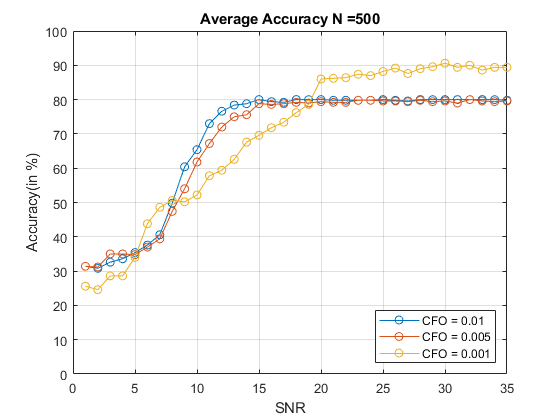 Average Accuracy N =500
Accuracy(in %)
100
90
80
70
60
50
40
30
20
10
0
0 5 10 15 20 25 30 35
SNR
CFO = 0.01
CFO = 0.005
CFO = 0.001